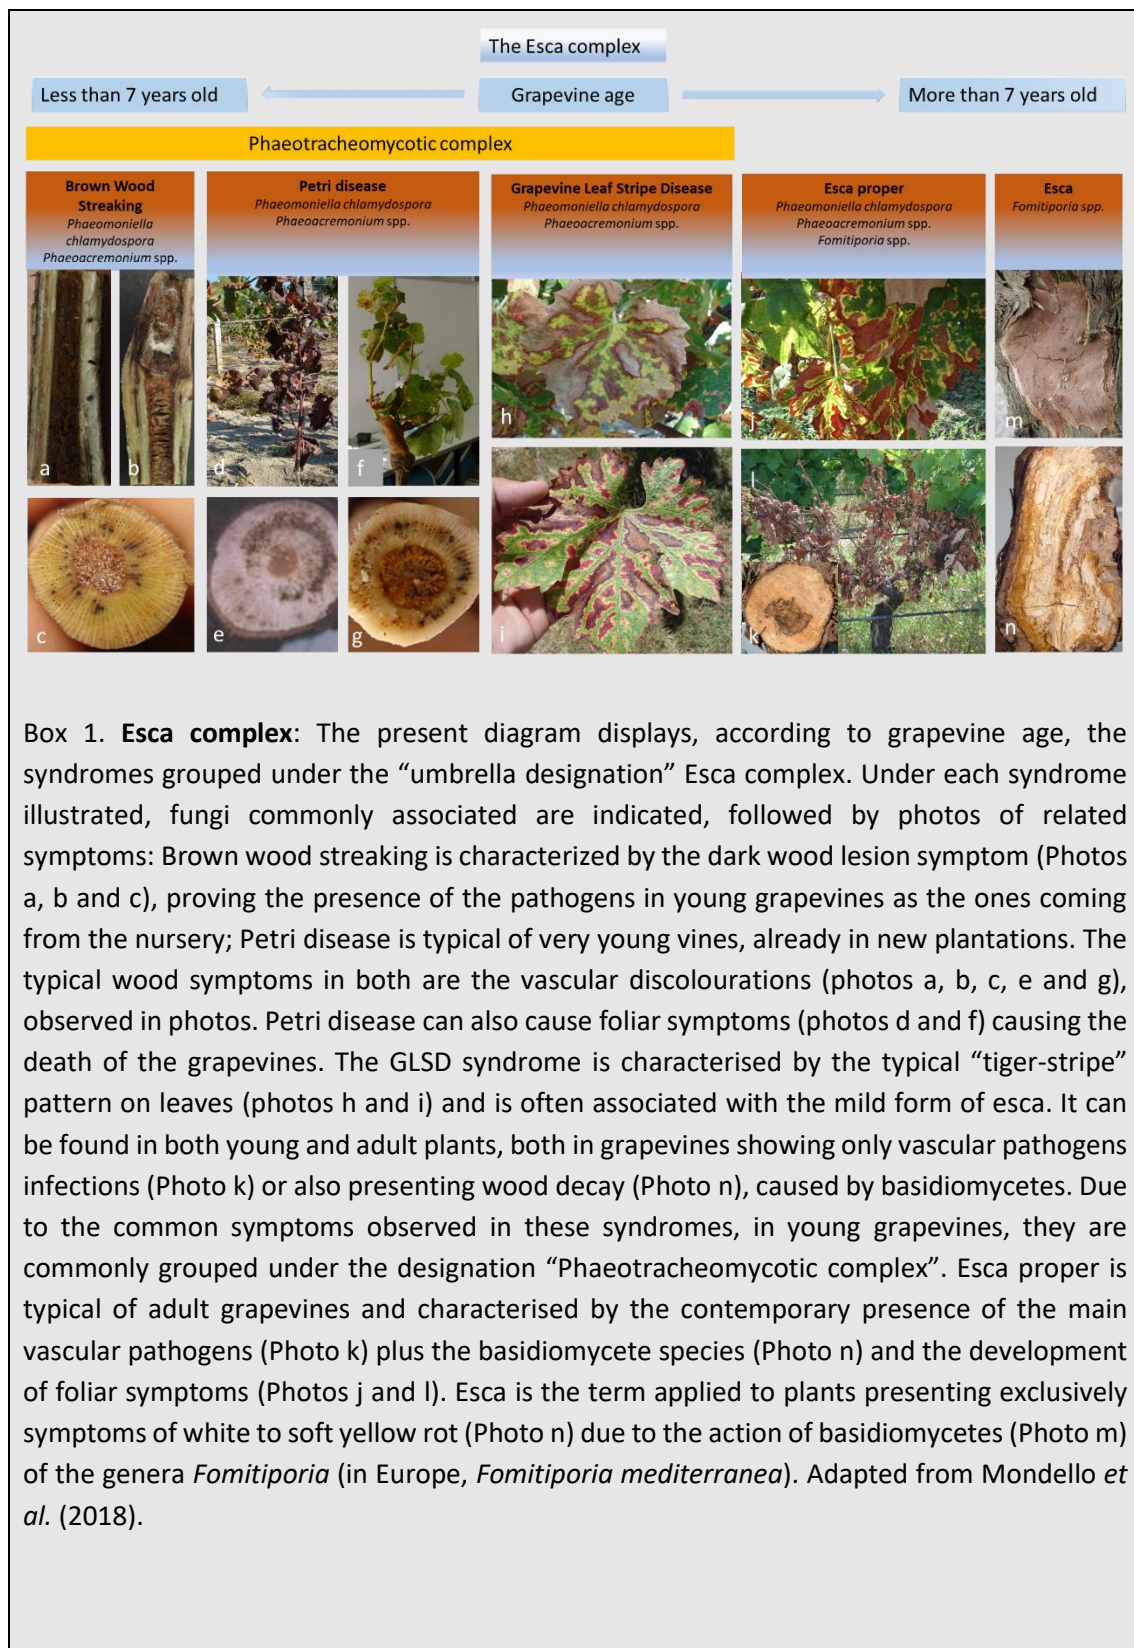 The Esca complex
Less than 7 years old
Grapevine age
More than 7 years old
Phaeotracheomycotic complex
Brown Wood
Streaking
Phaeomoniella
chlamydospora
Phaeoacremonium spp.
Petri disease
Phaeomoniella chlamydospora
Phaeoacremonium spp.
Grapevine Leaf Stripe Disease
Phaeomoniella chlamydospora
Phaeoacremonium spp.
Esca proper
Phaeomoniella chlamydospora
Phaeoacremonium spp.
Fomitiporia spp.
Esca
Fomitiporia spp.
a
b
c
d
e
f
g
h
i
j
l
k
m
n
Box 1. Esca complex: The present diagram displays, according to grapevine age, the
syndromes grouped under the “umbrella designation” Esca complex. Under each syndrome
illustrated, fungi commonly associated are indicated, followed by photos of related
symptoms: Brown wood streaking is characterized by the dark wood lesion symptom (Photos
a, b and c), proving the presence of the pathogens in young grapevines as the ones coming
from the nursery; Petri disease is typical of very young vines, already in new plantations. The
typical wood symptoms in both are the vascular discolourations (photos a, b, c, e and g),
observed in photos. Petri disease can also cause foliar symptoms (photos d and f) causing the
death of the grapevines. The GLSD syndrome is characterised by the typical “tiger-stripe”
pattern on leaves (photos h and i) and is often associated with the mild form of esca. It can
be found in both young and adult plants, both in grapevines showing only vascular pathogens
infections (Photo k) or also presenting wood decay (Photo n), caused by basidiomycetes. Due
to the common symptoms observed in these syndromes, in young grapevines, they are
commonly grouped under the designation “Phaeotracheomycotic complex”. Esca proper is
typical of adult grapevines and characterised by the contemporary presence of the main
vascular pathogens (Photo k) plus the basidiomycete species (Photo n) and the development
of foliar symptoms (Photos j and l). Esca is the term applied to plants presenting exclusively
symptoms of white to soft yellow rot (Photo n) due to the action of basidiomycetes (Photo m)
of the genera Fomitiporia (in Europe, Fomitiporia mediterranea). Adapted from Mondello et
al. (2018).